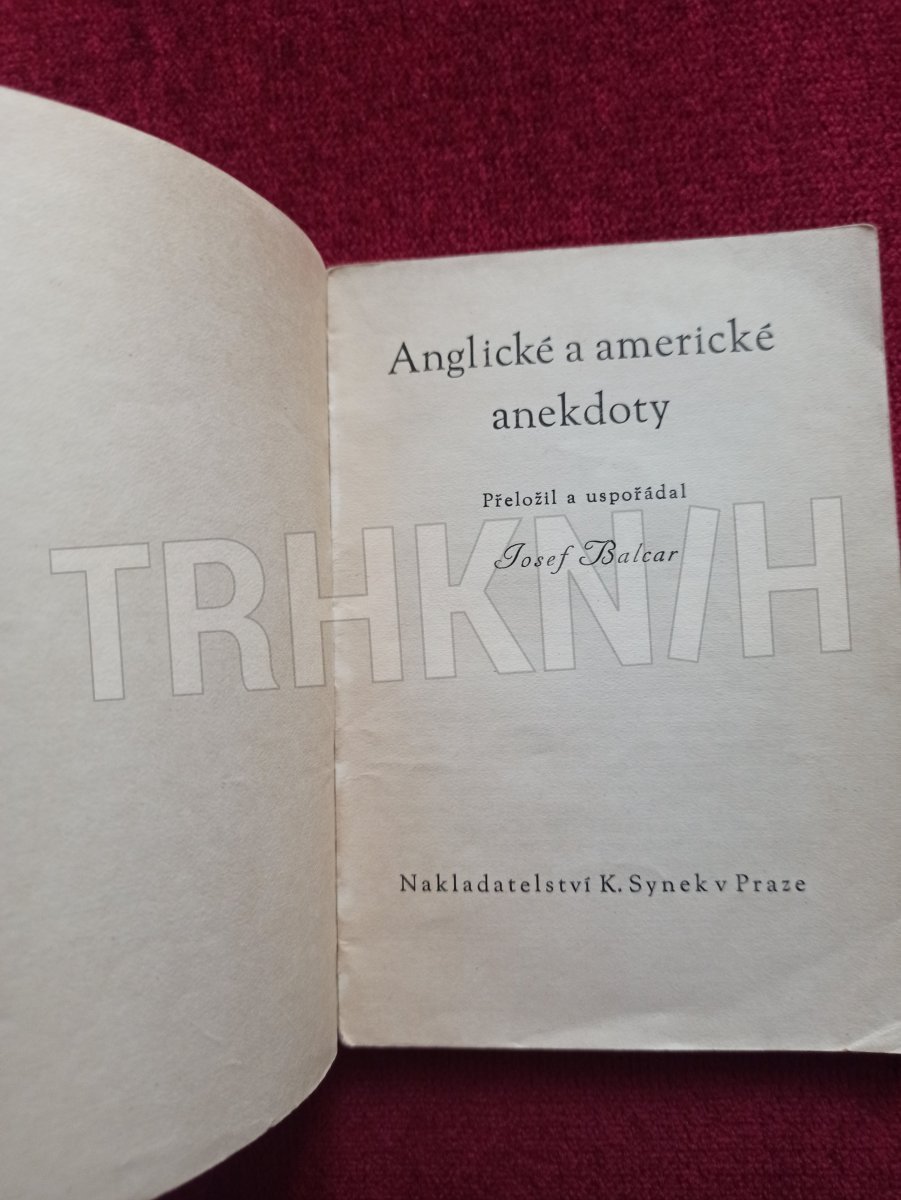 Anglické a americké
anekdoty
Přeložil a uspořádal
Josef Balcar
TRHKNIH
Nakladatelství K. Synek v Praze